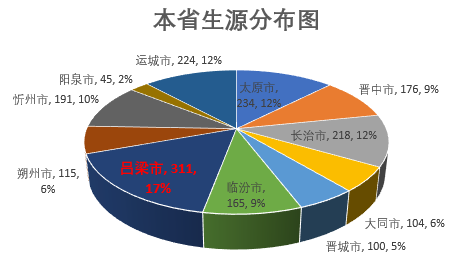 本省生源分布图
太原市,
234, 12%
晋中市, 176, 9%
长治市, 218, 12%
大同市, 104, 6%
晋城市, 100, 5%
临汾市,
165, 9%
吕梁市, 311,
17%
朔州市, 115,
6%
忻州市, 191, 10%
阳泉市, 45, 2%
运城市, 224, 12%